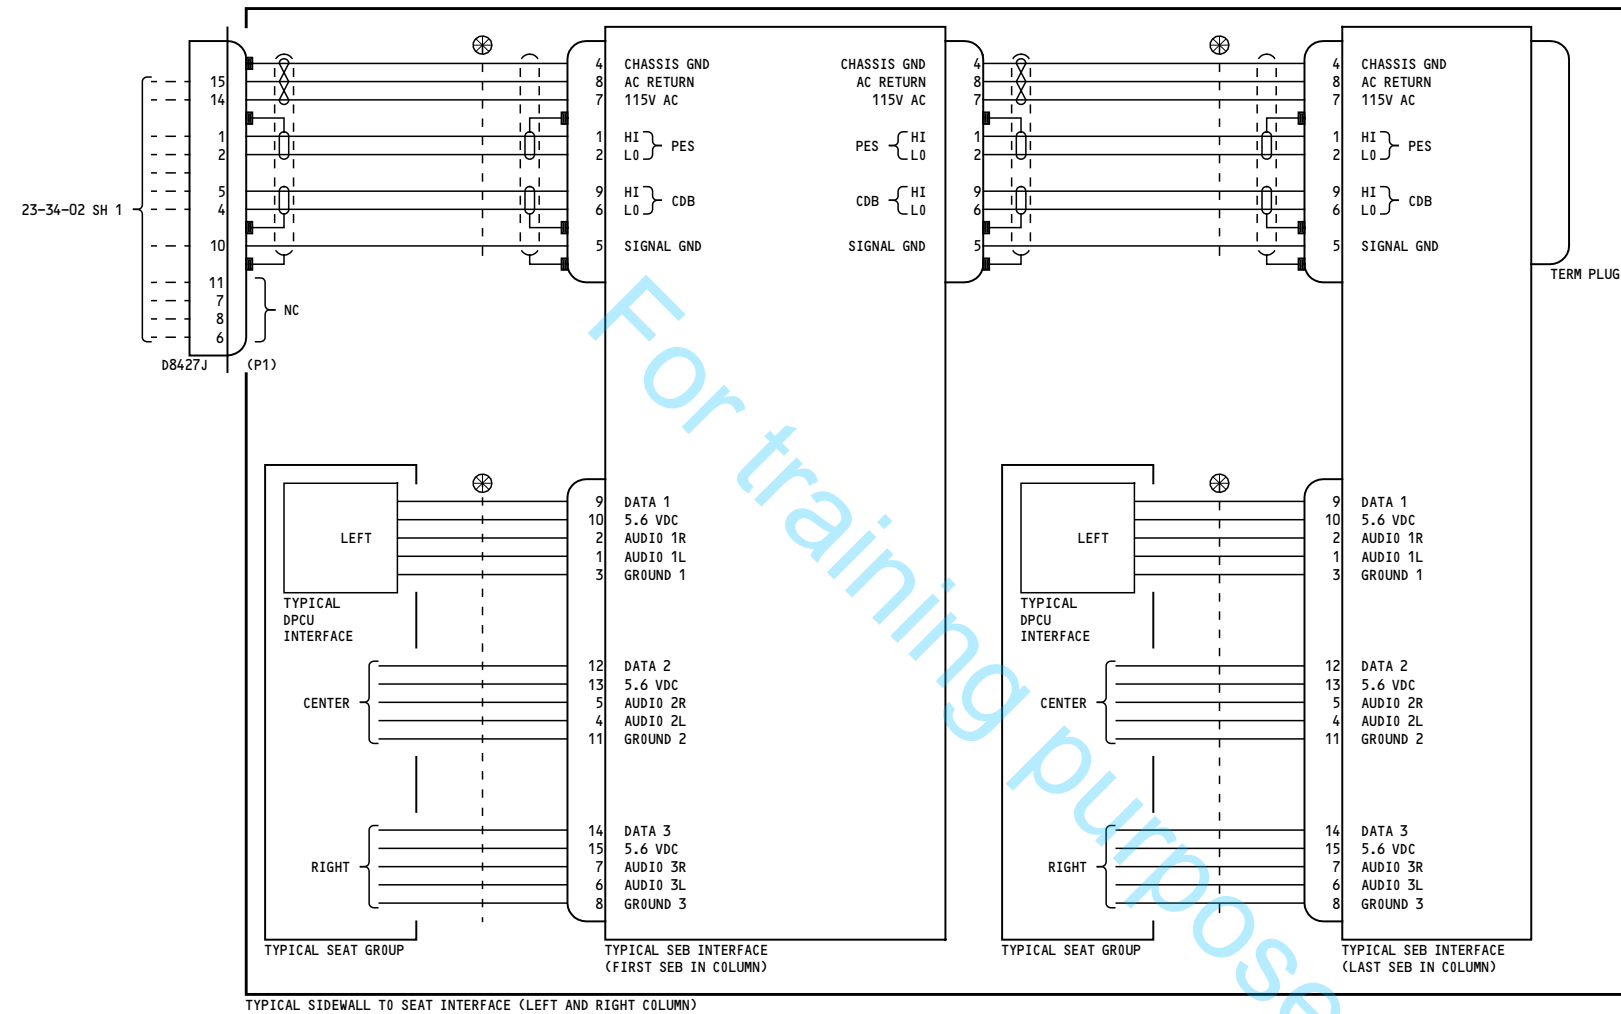 4 CHASSIS GND CHASSIS GND 4 4 CHASSIS GND
15 8 AC RETURN AC RETURN 8 8 AC RETURN
14 7 115V AC 115V AC 7 7 115V AC
1 1 HI HI 1 1 HI
PES PES PES
2 2 LO LO 2 2 LO
5 9 HI HI 9 9 HI
CDB CDB CDB
23-34-02 SH 1 4 6 LO LO 6 6 LO
10 5 SIGNAL GND SIGNAL GND 5 5 SIGNAL GND
TERM PLUG
11
7
NC
8
6
D8427J (P1)
9 DATA 1 9 DATA 1
10 5.6 VDC 10 5.6 VDC
LEFT 2 AUDIO 1R LEFT 2 AUDIO 1R
1 AUDIO 1L 1 AUDIO 1L
3 GROUND 1 3 GROUND 1
TYPICAL TYPICAL
DPCU DPCU
INTERFACE INTERFACE
12 DATA 2 12 DATA 2
13 5.6 VDC 13 5.6 VDC
CENTER 5 AUDIO 2R CENTER 5 AUDIO 2R
4 AUDIO 2L 4 AUDIO 2L
11 GROUND 2 11 GROUND 2
14 DATA 3 14 DATA 3
15 5.6 VDC 15 5.6 VDC
RIGHT 7 AUDIO 3R RIGHT 7 AUDIO 3R
6 AUDIO 3L 6 AUDIO 3L
8 GROUND 3 8 GROUND 3
TYPICAL SEAT GROUP TYPICAL SEB INTERFACE TYPICAL SEAT GROUP TYPICAL SEB INTERFACE
(FIRST SEB IN COLUMN) (LAST SEB IN COLUMN)
TYPICAL SIDEWALL TO SEAT INTERFACE (LEFT AND RIGHT COLUMN)
For training purpose